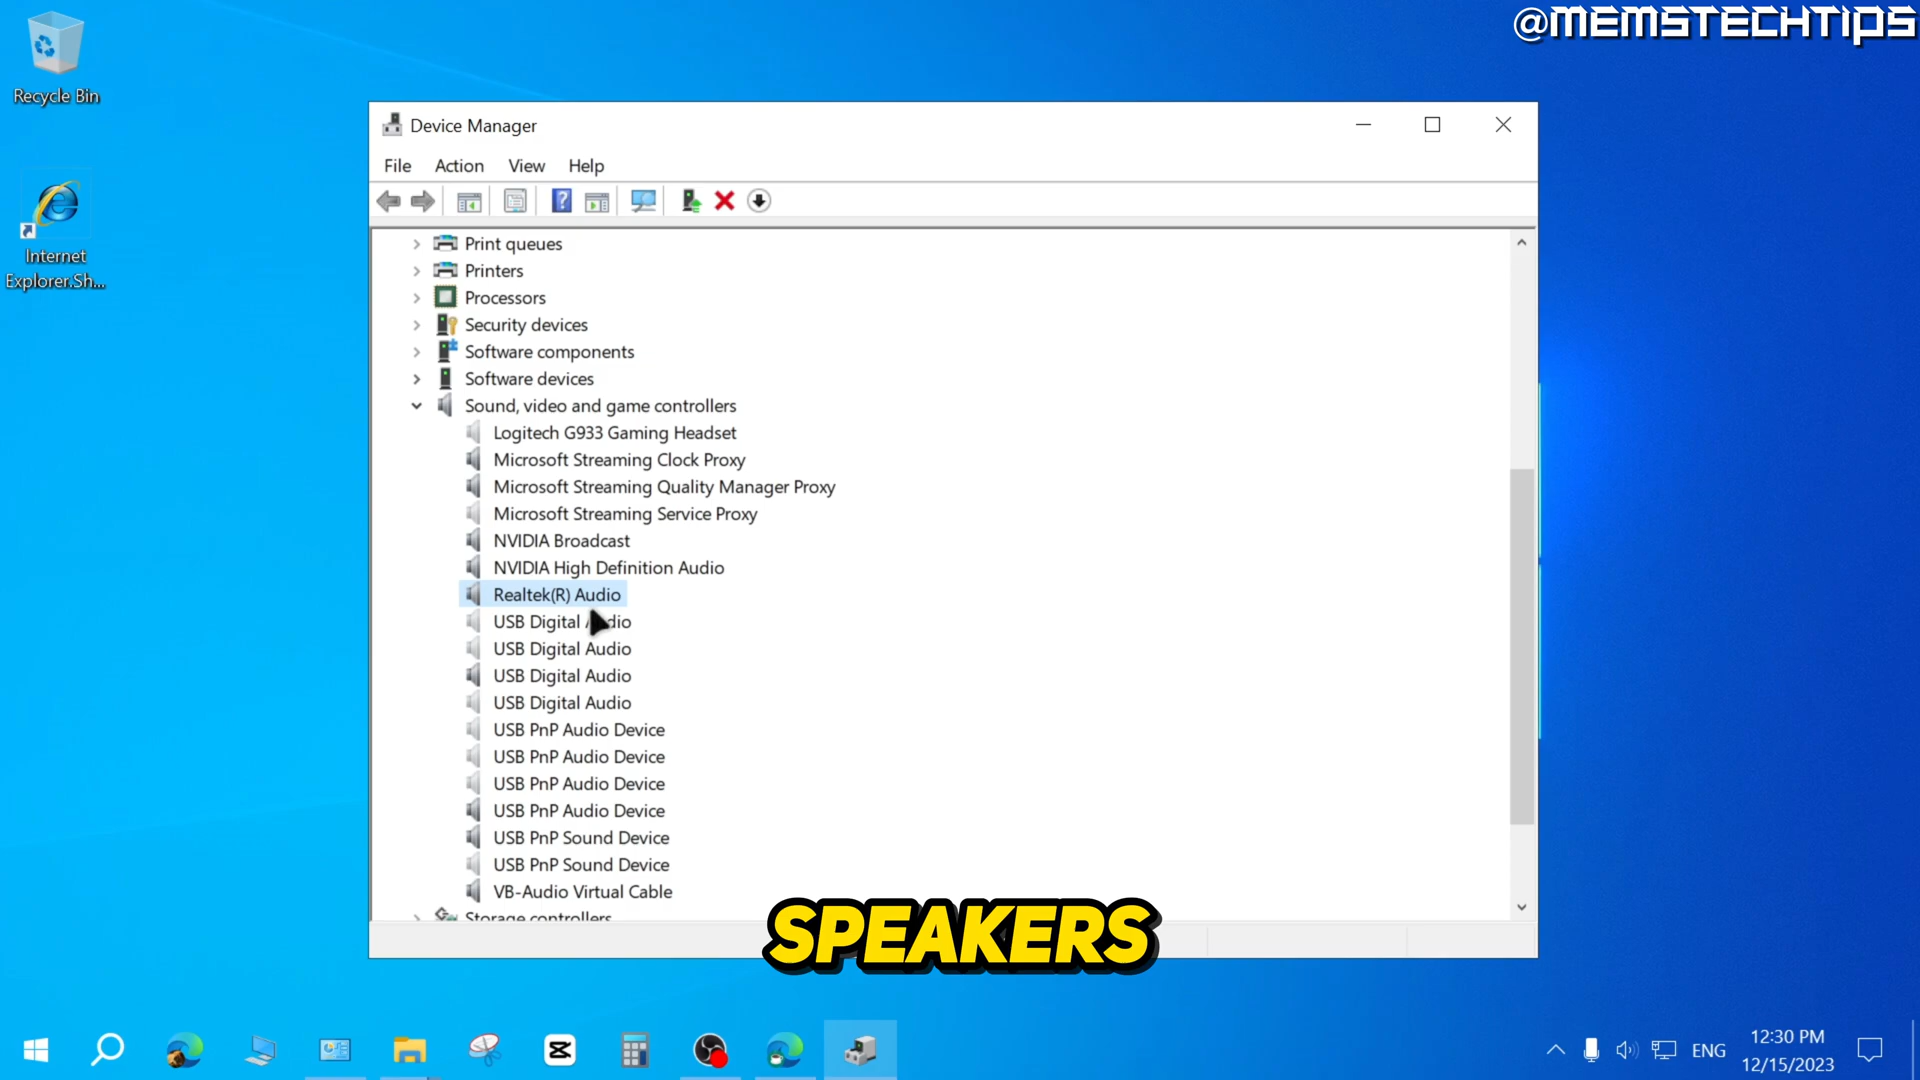 @MEMSTECHTIPS
Recycle Bin
Internet
Explorer.Sh...
Device Manager
File Action View Help
Print queues
Printers
Processors
Security devices
Software components
Software devices
Sound, video and game controllers
Logitech G933 Gaming Headset
Microsoft Streaming Clock Proxy
Microsoft Streaming Quality Manager Proxy
Microsoft Streaming Service Proxy
NVIDIA Broadcast
NVIDIA High Definition Audio
Realtek(R) Audio
USB Digital Audio
USB Digital Audio
USB Digital Audio
USB Digital Audio
USB PnP Audio Device
USB PnP Audio Device
USB PnP Audio Device
USB PnP Audio Device
USB PnP Sound Device
USB PnP Sound Device
VB-Audio Virtual Cable
Storage controllers
SPEAKERS
ENG
12:30 PM
12/15/2023